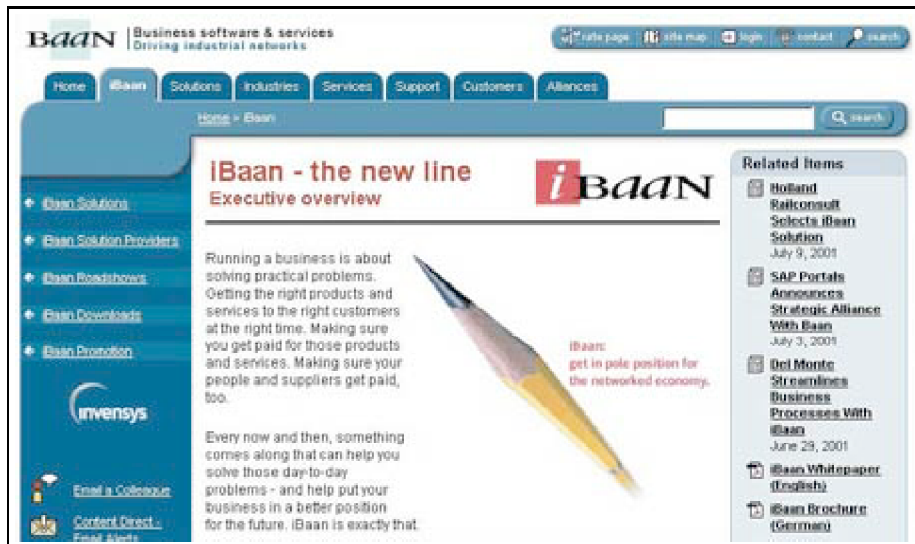 BaaN Business software & services
Driving industrial networks
rate page site map login contact search
Home iBaan Solutions Industries Services Support Customers Alliances
Home > iBaan
search
iBaan - the new line
Executive overview
iBaaN
iBaan Solutions
iBaan Solution Providers
iBaan Roadshows
iBaan Downloads
iBaan Promotion
invensys
Email a Colleague
Content Direct -
Email Alerts
Running a business is about
solving practical problems.
Getting the right products and
services to the right customers
at the right time. Making sure
you get paid for those products
and services. Making sure your
people and suppliers get paid,
too.
Every now and then, something
comes along that can help you
solve those day-to-day
problems - and help put your
business in a better position
for the future. iBaan is exactly that.
iBaan:
get in pole position for
the networked economy.
Related Items
Holland
Railconsult
Selects iBaan
Solution
July 9, 2001
SAP Portals
Announces
Strategic Alliance
With Baan
July 3, 2001
Del Monte
Streamlines
Business
Processes With
iBaan
June 29, 2001
iBaan Whitepaper
(English)
iBaan Brochure
(German)